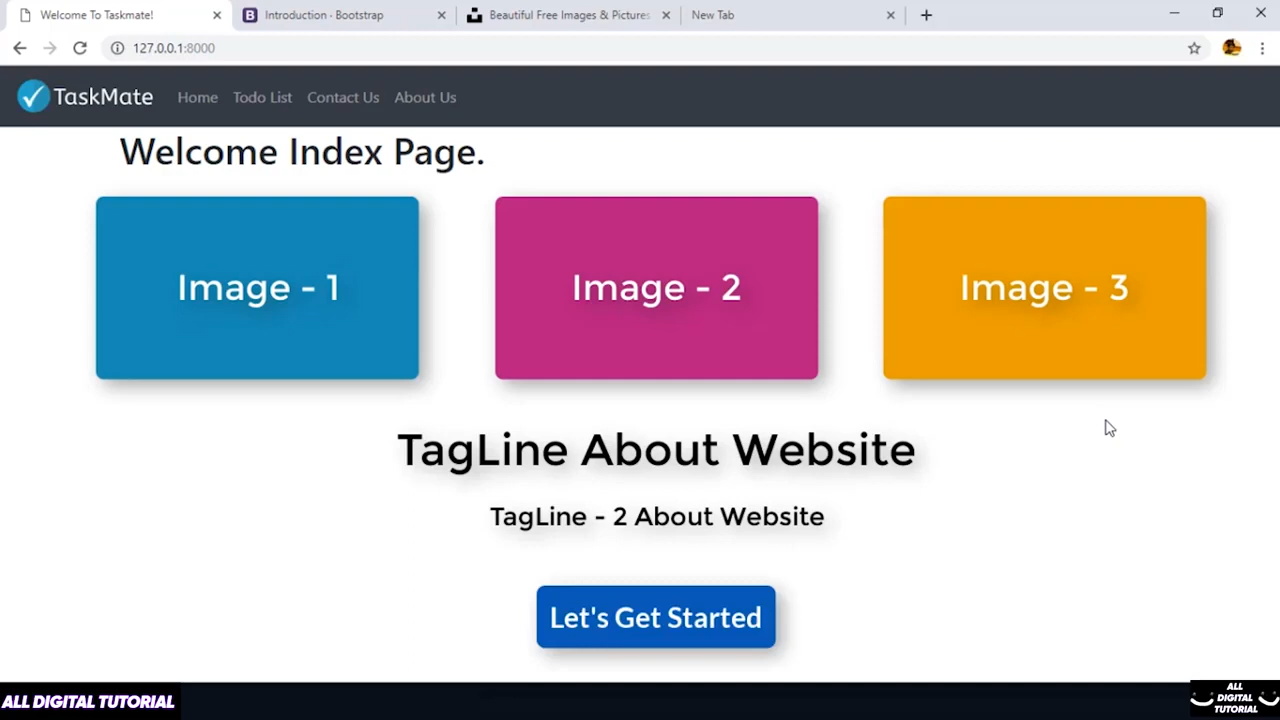 Welcome To Taskmate!
Introduction - Bootstrap
Beautiful Free Images & Pictures
New Tab
127.0.0.1:8000
TaskMate Home Todo List Contact Us About Us
Welcome Index Page.
Image - 1
Image - 2
Image - 3
TagLine About Website
TagLine - 2 About Website
Let's Get Started
ALL DIGITAL TUTORIAL
ALL
DIGITAL
TUTORIAL